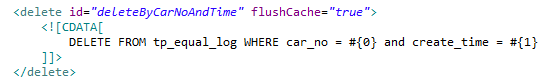 <delete id="deleteByCarNoAndTime" flushCache="true">
<![CDATA[
DELETE FROM tp_equal_log WHERE car_no = #{0} and create_time = #{1}
]]>
</delete>